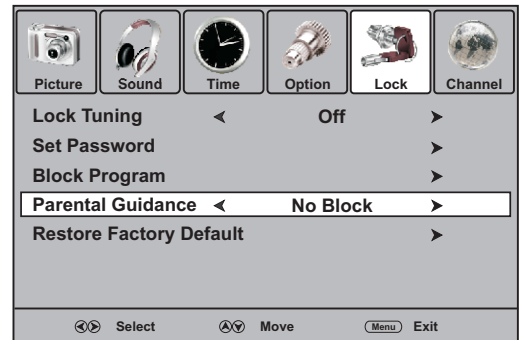 Picture Sound Time Option Lock Channel
Lock Tuning Off
Set Password
Block Program
Parental Guidance No Block
Restore Factory Default
Select Move Menu Exit